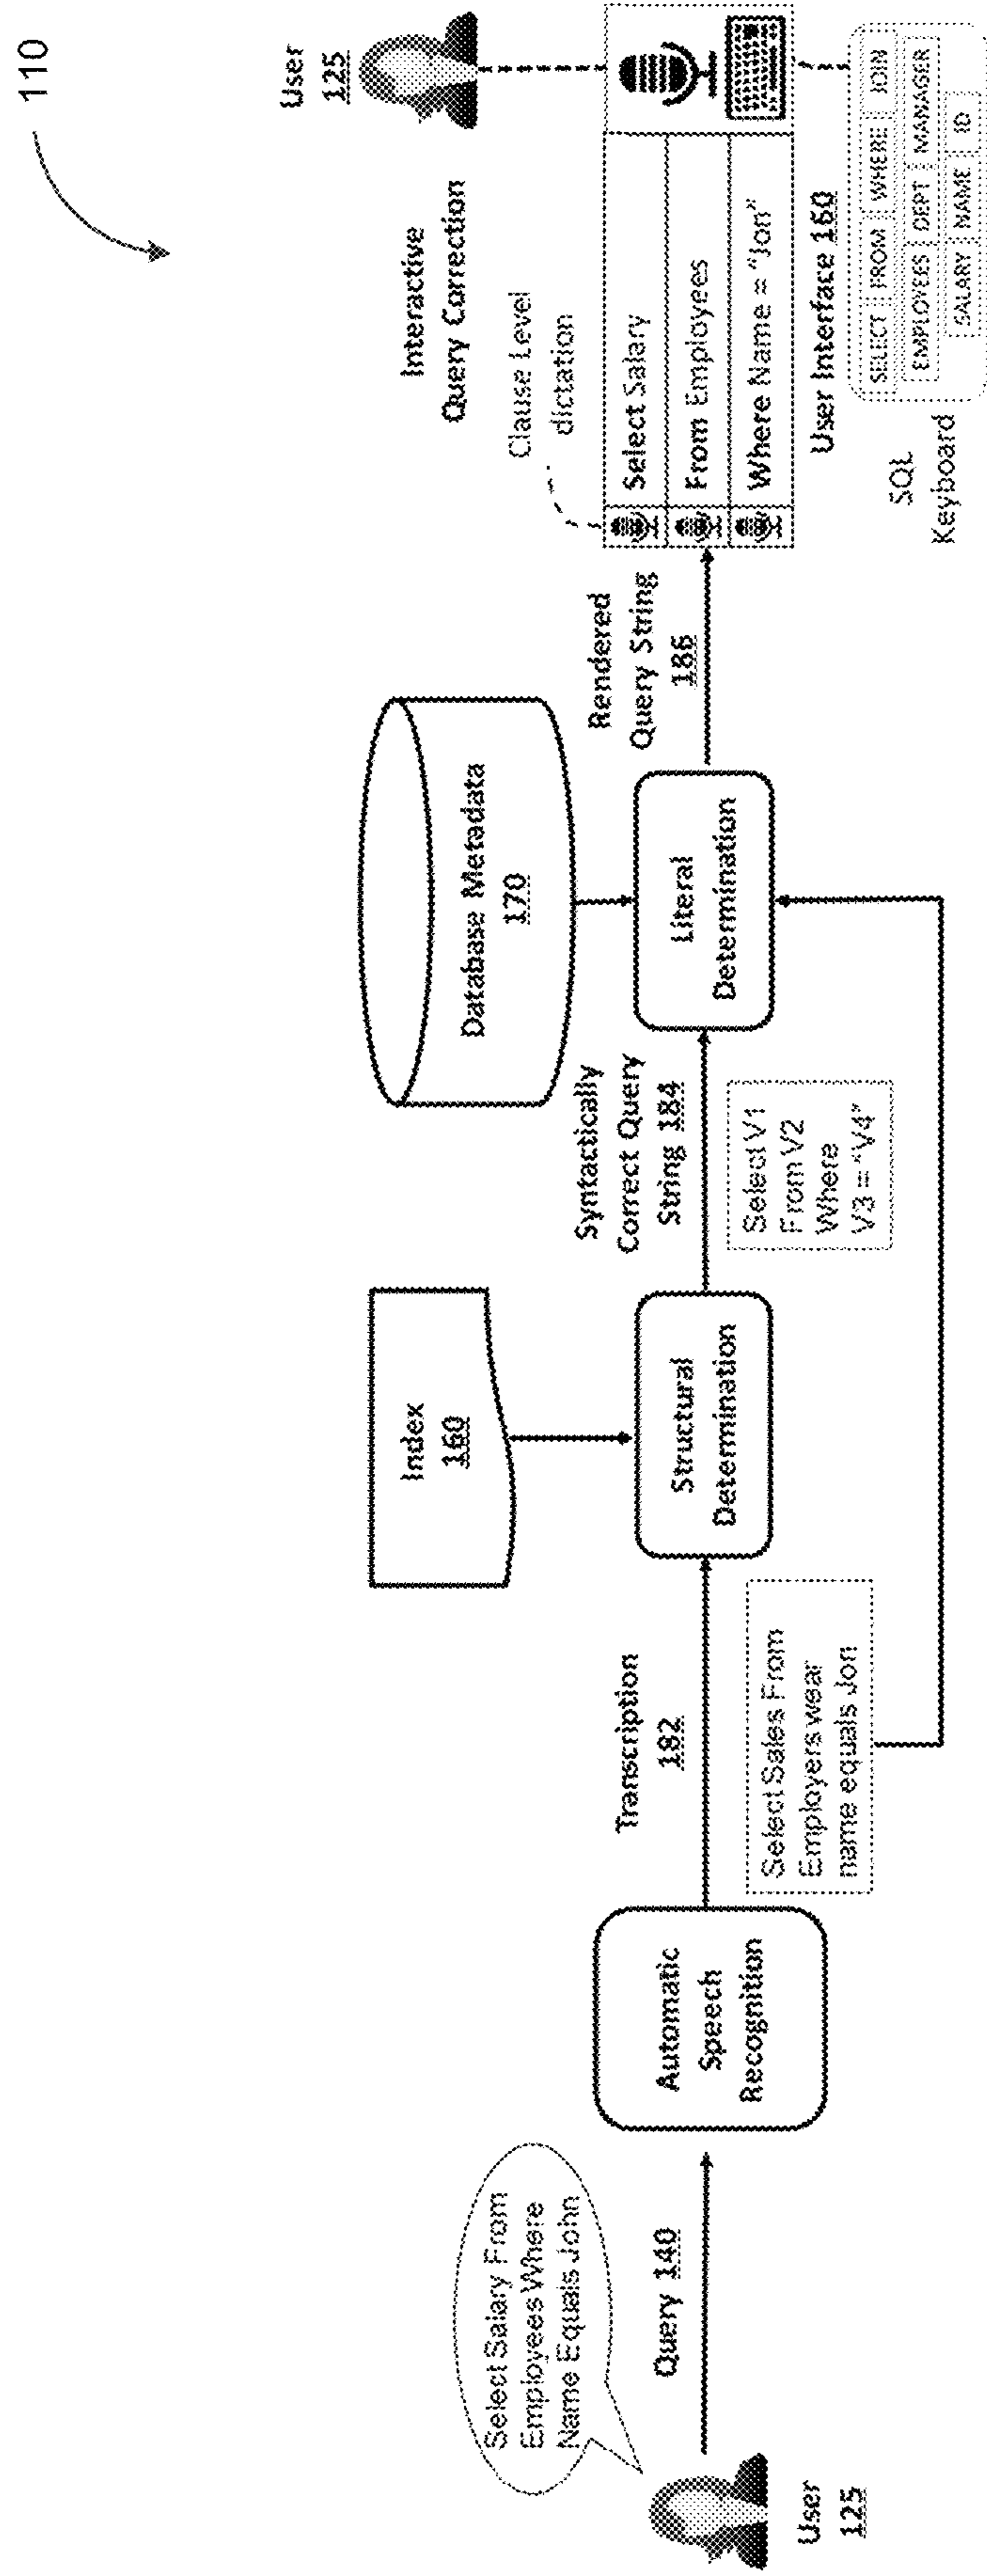 110
User
125
Select Salary From
Employees Where
Name Equals John
Query 140
Automatic
Speech
Recognition
Transcription
182
Select Sales From
Employers wear
name equals Jon
Index
160
Structural
Determination
Syntactically
Correct Query
String 184
Select V1
From V2
Where
V3 = "V4"
Database Metadata
170
Literal
Determination
Rendered
Query String
186
Interactive
Query Correction
Clause Level
dictation
User
125
Select Salary
From Employees
Where Name = "Jon"
User Interface 160
SELECT FROM WHERE JOIN
EMPLOYEES DEPT MANAGER
SALARY NAME ID
SQL
Keyboard